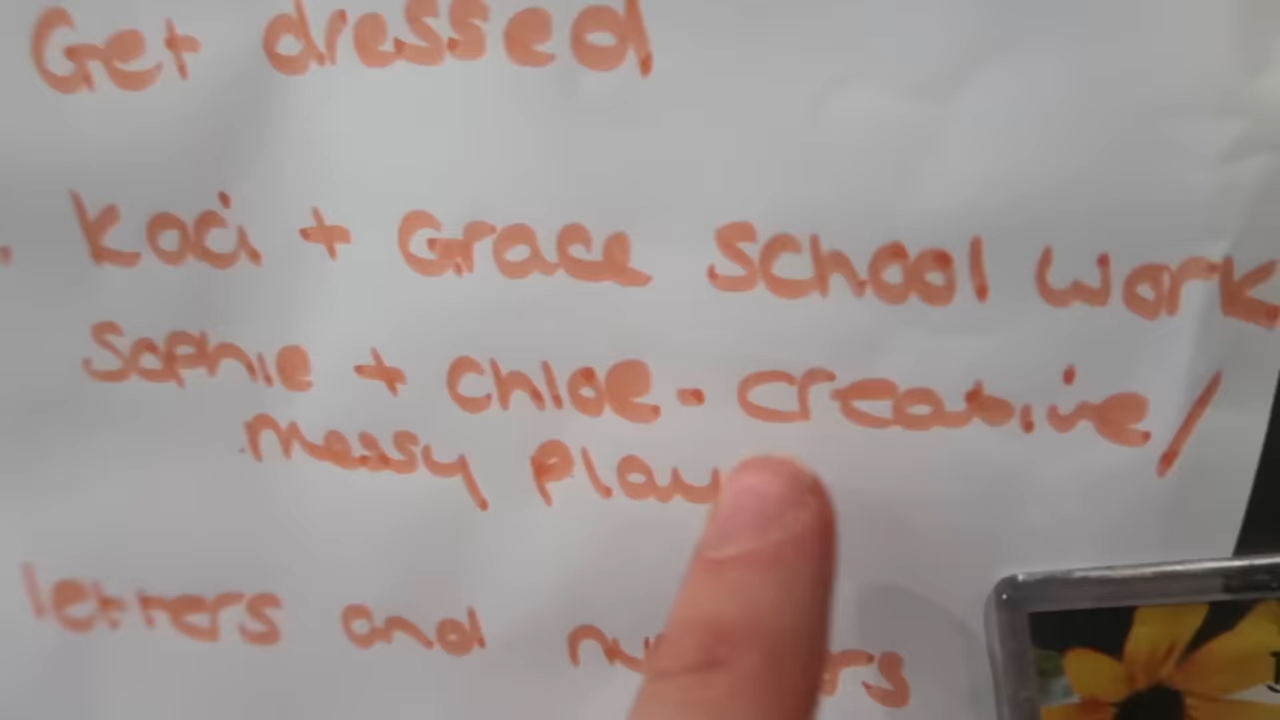 Get dressed
. Kaci + Grace School work
Sophie + Chloe - Creative/
Messy Play
letters and